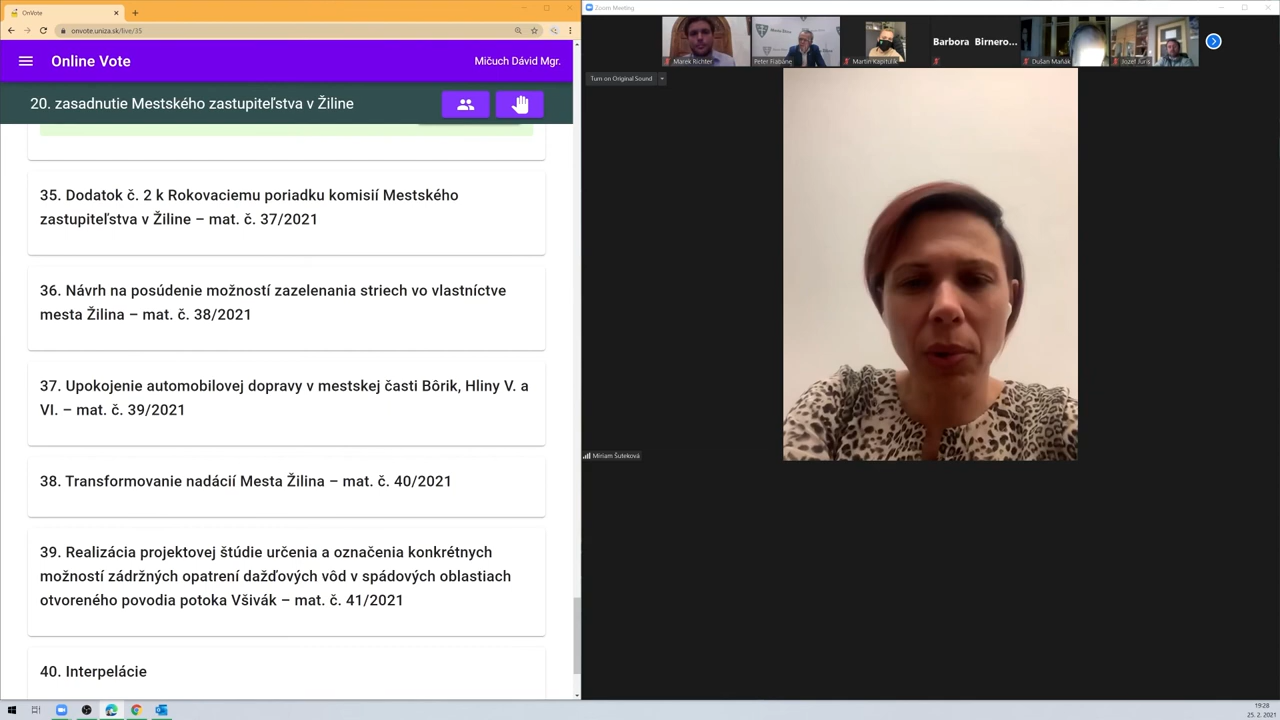 OnVote
onvote.uniza.sk/live/35
Online Vote
Mičuch Dávid Mgr.
20. zasadnutie Mestského zastupiteľstva v Žiline
35. Dodatok č. 2 k Rokovaciemu poriadku komisií Mestského
zastupiteľstva v Žiline – mat. č. 37/2021
36. Návrh na posúdenie možností zazelenania striech vo vlastníctve
mesta Žilina – mat. č. 38/2021
37. Upokojenie automobilovej dopravy v mestskej časti Bôrik, Hliny V. a
VI. – mat. č. 39/2021
38. Transformovanie nadácií Mesta Žilina – mat. č. 40/2021
39. Realizácia projektovej štúdie určenia a označenia konkrétnych
možností zádržných opatrení dažďových vôd v spádových oblastiach
otvoreného povodia potoka Všivák – mat. č. 41/2021
40. Interpelácie
Zoom Meeting
Marek Richter
Peter Fiabáne
Martin Kapitulík
Barbora Birnero...
Dušan Maňák
Jozef Juriš
Turn on Original Sound
Miriam Šuteková
19:28
25. 2. 2021